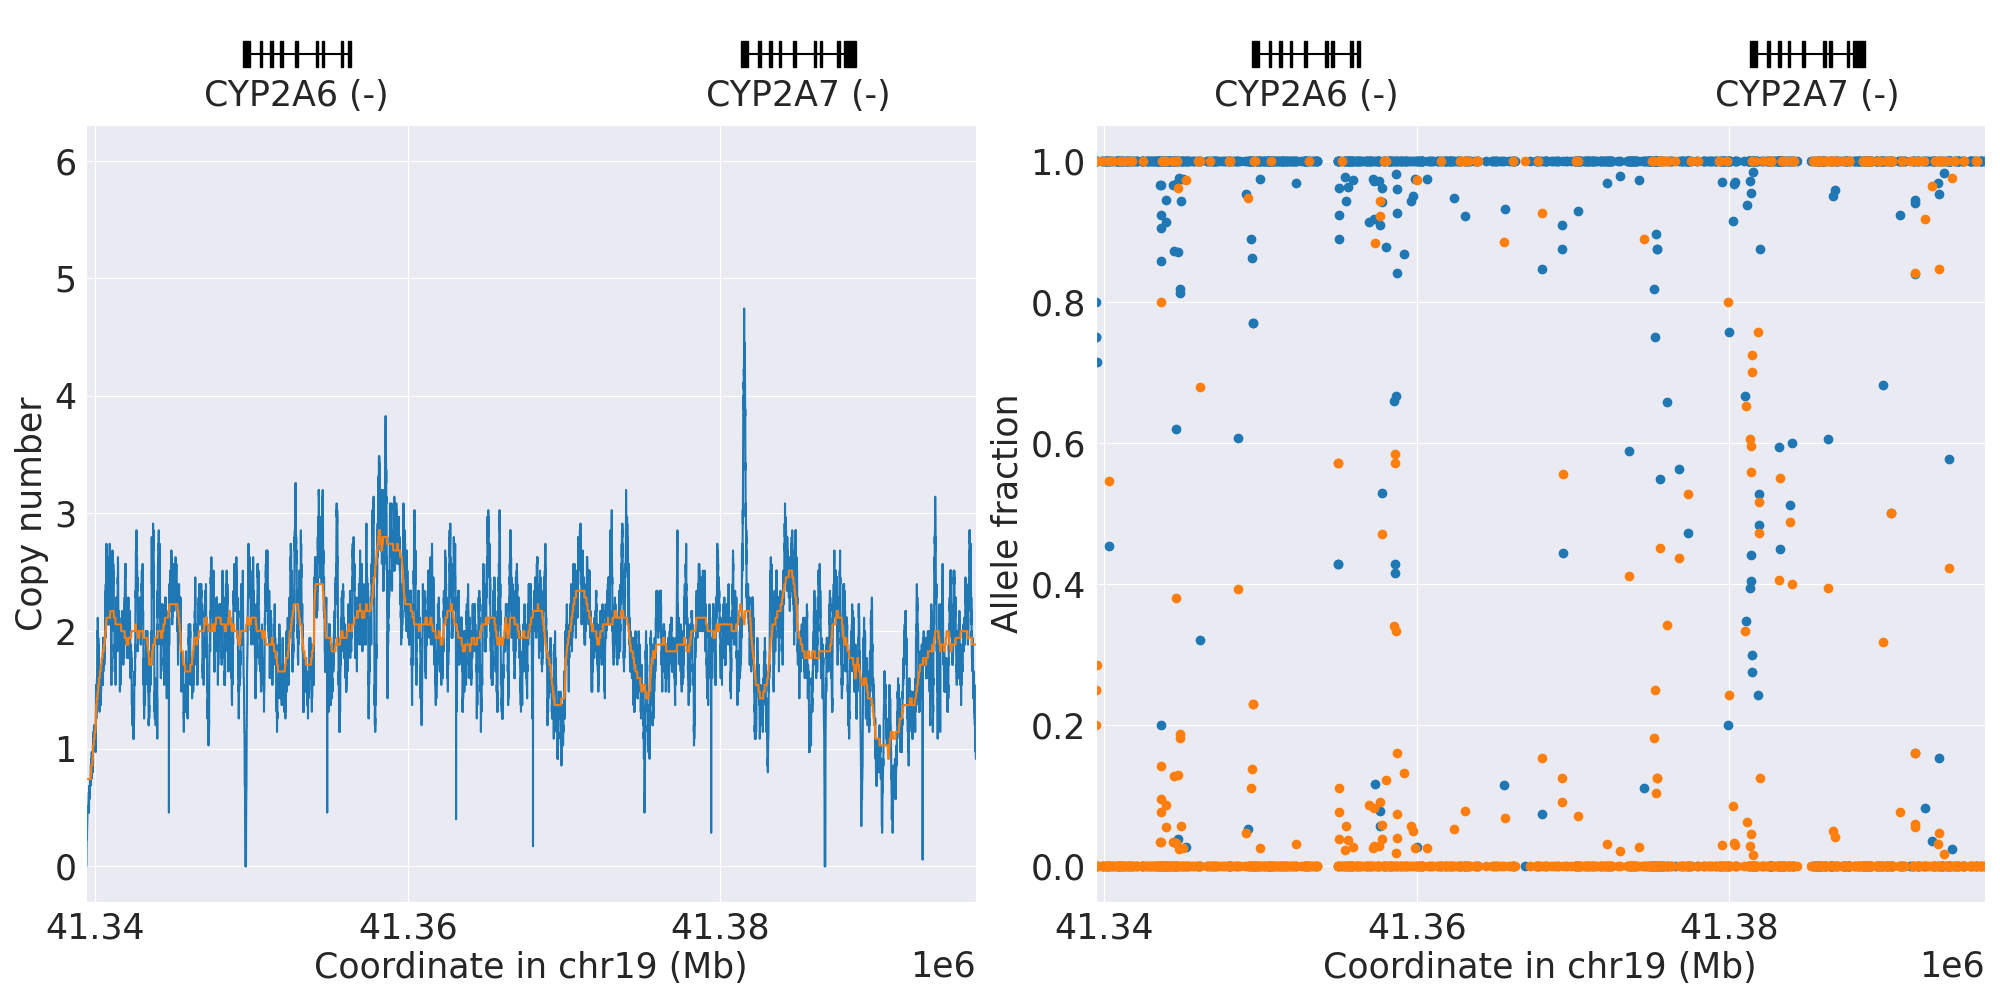 CYP2A6 (-)
CYP2A7 (-)
6
5
4
3
2
1
0
Copy number
41.34
41.36
41.38
Coordinate in chr19 (Mb)
1e6
CYP2A6 (-)
CYP2A7 (-)
1.0
0.8
0.6
0.4
0.2
0.0
Allele fraction
41.34
41.36
41.38
Coordinate in chr19 (Mb)
1e6